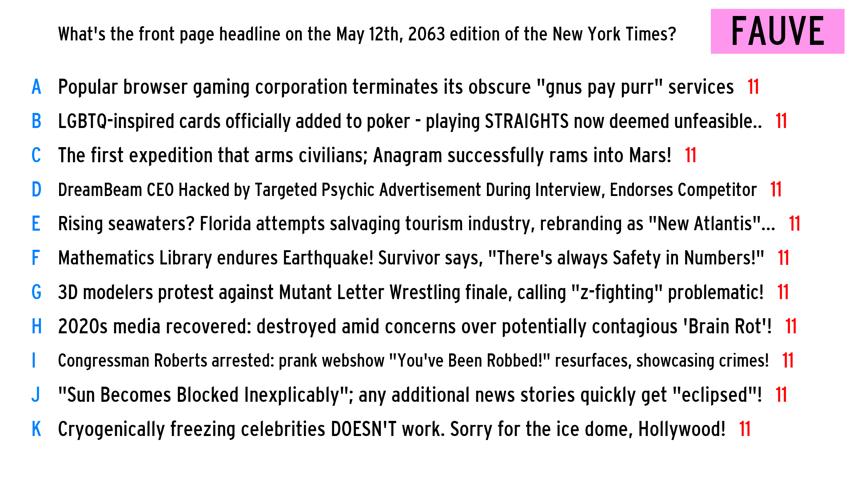 What's the front page headline on the May 12th, 2063 edition of the New York Times?
FAUVE
A Popular browser gaming corporation terminates its obscure "gnus pay purr" services 11
B LGBTQ-inspired cards officially added to poker - playing STRAIGHTS now deemed unfeasible.. 11
C The first expedition that arms civilians; Anagram successfully rams into Mars! 11
D DreamBeam CEO Hacked by Targeted Psychic Advertisement During Interview, Endorses Competitor 11
E Rising seawaters? Florida attempts salvaging tourism industry, rebranding as "New Atlantis"... 11
F Mathematics Library endures Earthquake! Survivor says, "There's always Safety in Numbers!" 11
G 3D modelers protest against Mutant Letter Wrestling finale, calling "z-fighting" problematic! 11
H 2020s media recovered: destroyed amid concerns over potentially contagious 'Brain Rot'! 11
I Congressman Roberts arrested: prank webshow "You've Been Robbed!" resurfaces, showcasing crimes! 11
J "Sun Becomes Blocked Inexplicably"; any additional news stories quickly get "eclipsed"! 11
K Cryogenically freezing celebrities DOESN'T work. Sorry for the ice dome, Hollywood! 11